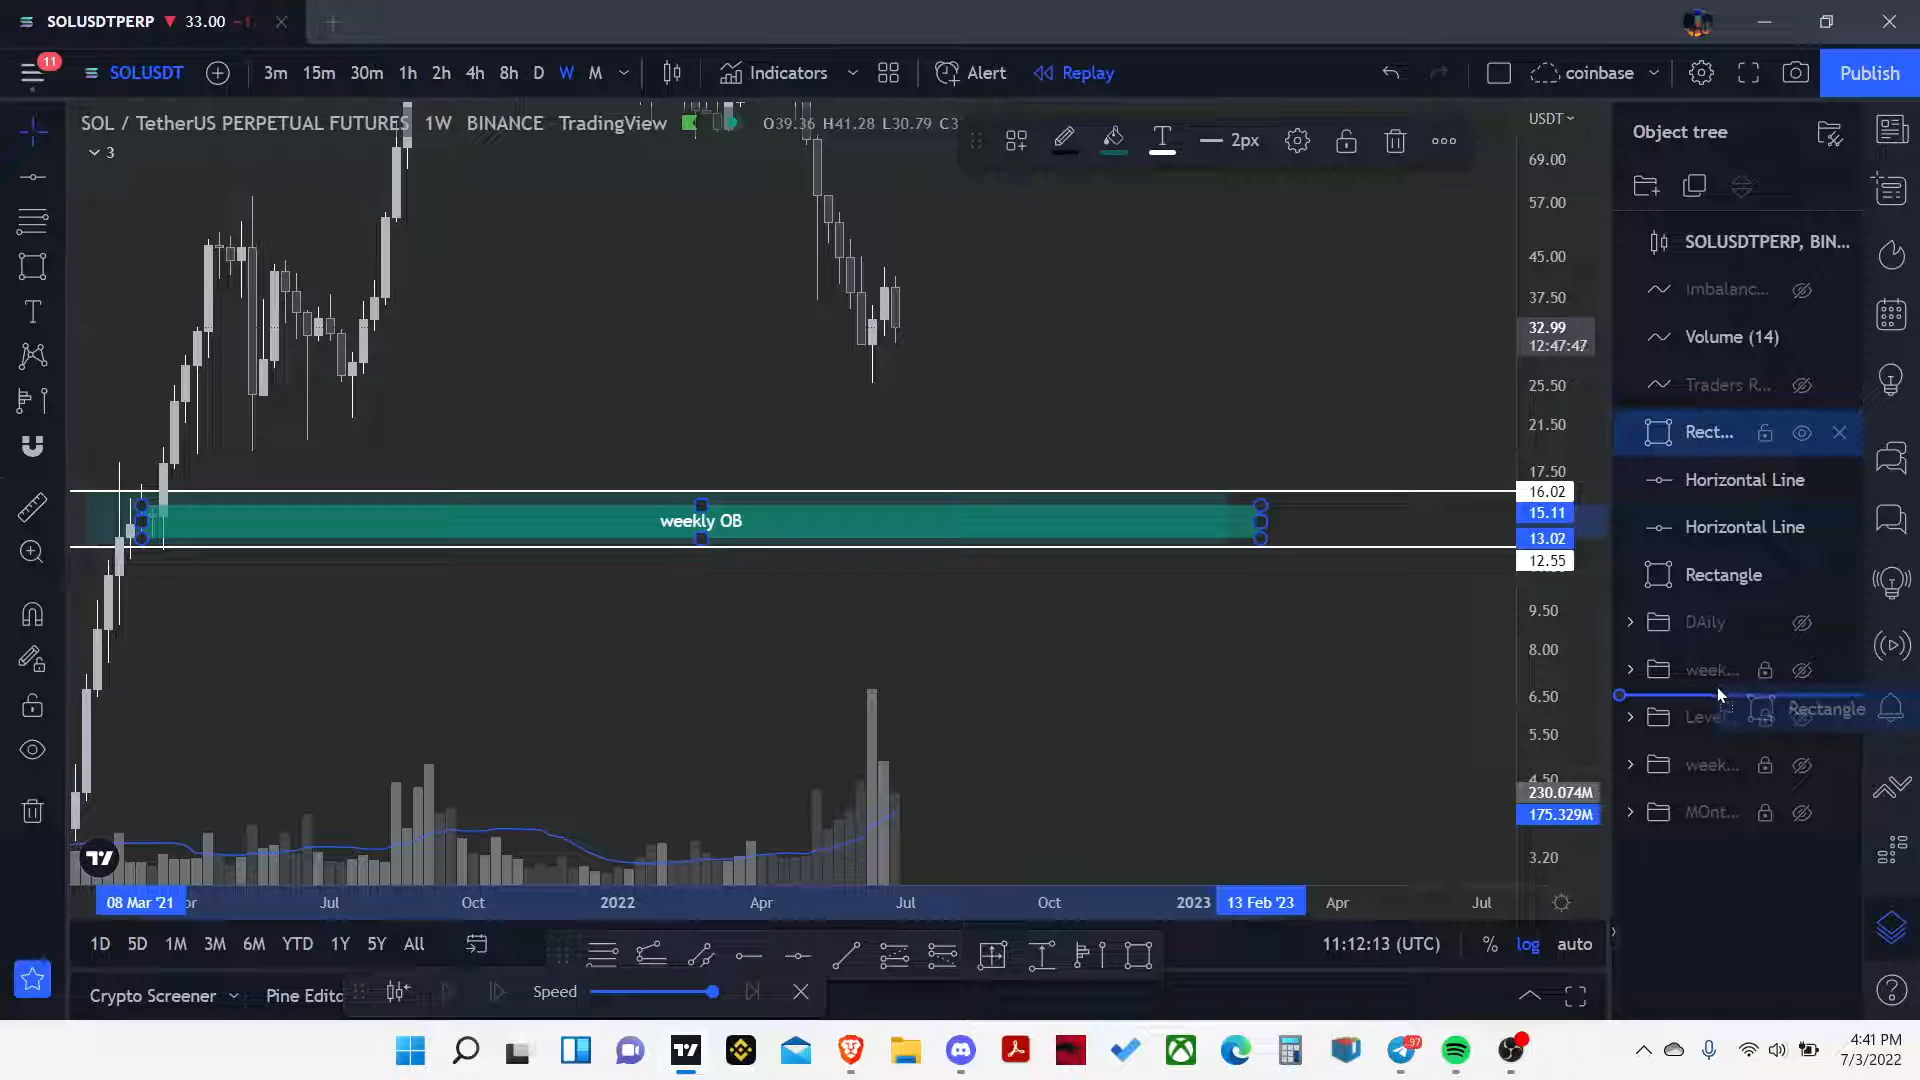 SOLUSDTPERP ▼ 33.00 −1
11
SOLUSDT 3m 15m 30m 1h 2h 4h 8h D W M Indicators Alert Replay coinbase Publish
SOL / TetherUS PERPETUAL FUTURES 1W BINANCE TradingView O39.36 H41.28 L30.79 C3
3
2px
USDT
69.00
57.00
45.00
37.50
32.99
12:47:47
25.50
21.50
17.50
16.02
15.11
13.02
12.55
9.50
8.00
6.50
5.50
4.50
230.074M
175.329M
3.20
weekly OB
Object tree
SOLUSDTPERP, BIN...
Imbalanc...
Volume (14)
Traders R...
Rect...
Horizontal Line
Horizontal Line
Rectangle
DAily
week...
Rectangle
week...
MOnt...
08 Mar '21 Jul Oct 2022 Apr Jul Oct 2023 13 Feb '23 Apr Jul
1D 5D 1M 3M 6M YTD 1Y 5Y All 11:12:13 (UTC) % log auto
Crypto Screener Pine Edito Speed
97
4:41 PM
7/3/2022